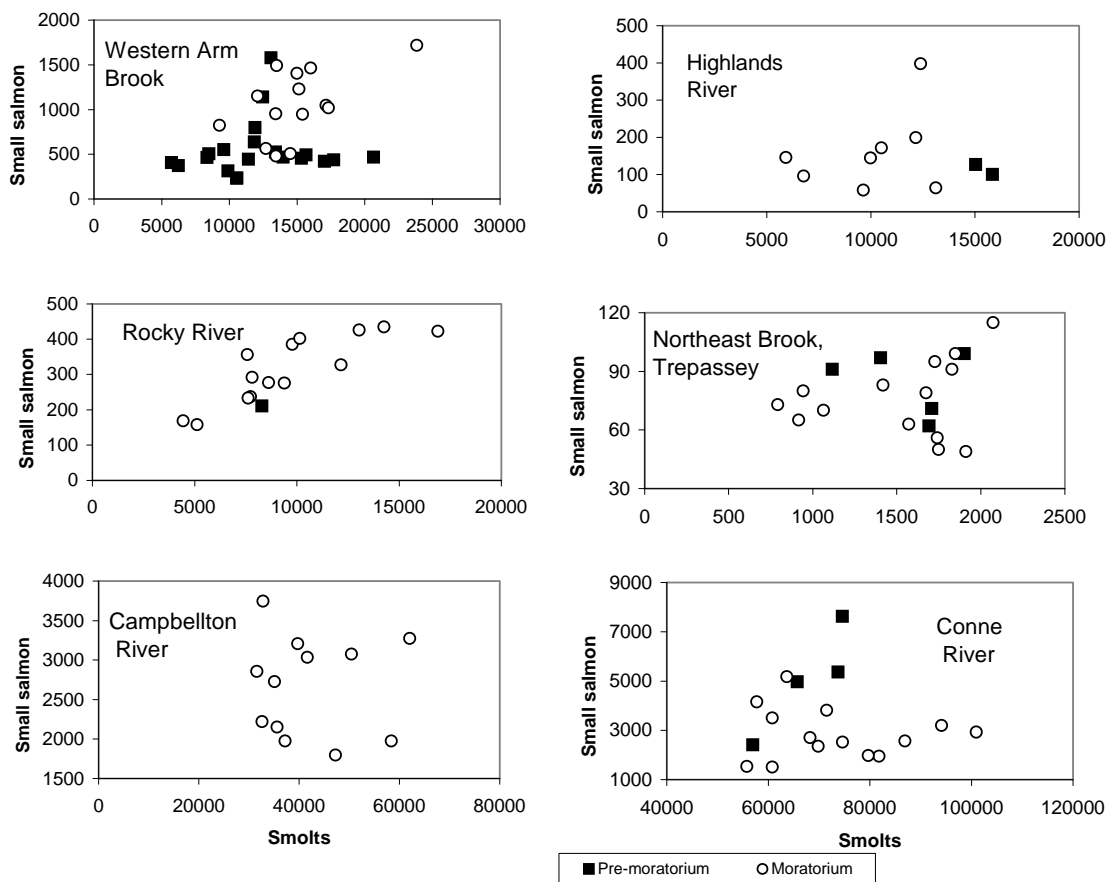 2000
1500
1000
500
0
Small salmon
Western Arm
Brook
0 5000 10000 15000 20000 25000 30000
500
400
300
200
100
0
Small salmon
Highlands
River
0 5000 10000 15000 20000
500
400
300
200
100
0
Small salmon
Rocky River
0 5000 10000 15000 20000
120
90
60
30
Small salmon
Northeast Brook,
Trepassey
0 500 1000 1500 2000 2500
4000
3500
3000
2500
2000
1500
Small salmon
Campbellton
River
0 20000 40000 60000 80000
Smolts
9000
7000
5000
3000
1000
Small salmon
Conne
River
40000 60000 80000 100000 120000
Smolts
Pre-moratorium Moratorium